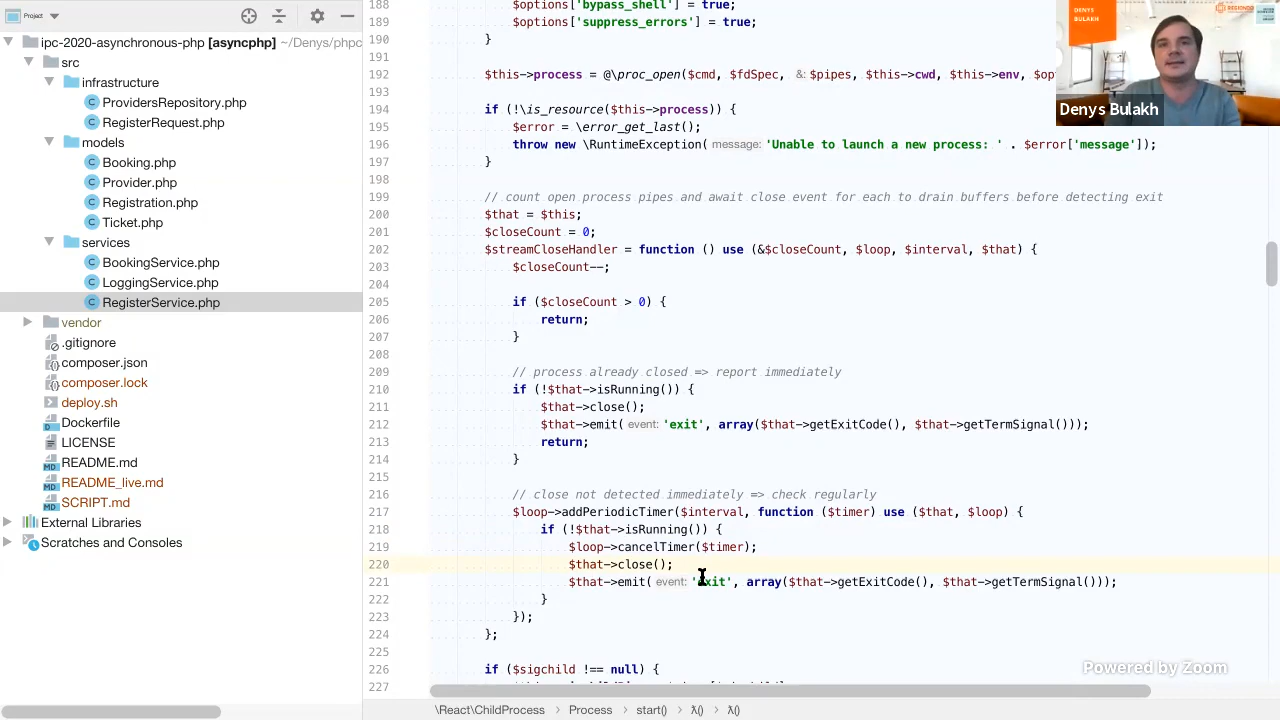 Project
ipc-2020-asynchronous-php [asyncphp] ~/Denys/phpc
src
infrastructure
ProvidersRepository.php
RegisterRequest.php
models
Booking.php
Provider.php
Registration.php
Ticket.php
services
BookingService.php
LoggingService.php
RegisterService.php
vendor
.gitignore
composer.json
composer.lock
deploy.sh
Dockerfile
LICENSE
README.md
README_live.md
SCRIPT.md
External Libraries
Scratches and Consoles
188 $options['bypass_shell'] = true;
189 $options['suppress_errors'] = true;
190 }
191
192 $this->process = @\proc_open($cmd, $fdSpec, &: $pipes, $this->cwd, $this->env, $op
193
194 if (!\is_resource($this->process)) {
195 $error = \error_get_last();
196 throw new \RuntimeException( message: 'Unable to launch a new process: ' . $error['message']);
197 }
198
199 // count open process pipes and await close event for each to drain buffers before detecting exit
200 $that = $this;
201 $closeCount = 0;
202 $streamCloseHandler = function () use (&$closeCount, $loop, $interval, $that) {
203 $closeCount--;
204
205 if ($closeCount > 0) {
206 return;
207 }
208
209 // process already closed => report immediately
210 if (!$that->isRunning()) {
211 $that->close();
212 $that->emit( event: 'exit', array($that->getExitCode(), $that->getTermSignal()));
213 return;
214 }
215
216 // close not detected immediately => check regularly
217 $loop->addPeriodicTimer($interval, function ($timer) use ($that, $loop) {
218 if (!$that->isRunning()) {
219 $loop->cancelTimer($timer);
220 $that->close();
221 $that->emit( event: 'exit', array($that->getExitCode(), $that->getTermSignal()));
222 }
223 });
224 };
225
226 if ($sigchild !== null) {
227
\React\ChildProcess > Process > start() > λ() > λ()
DENYS
BULAKH
Denys Bulakh
Powered by Zoom